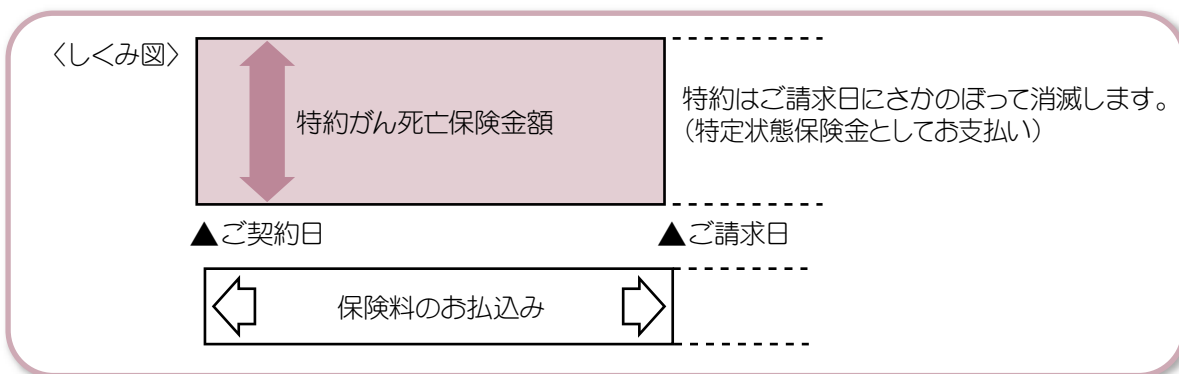 〈しくみ図〉
特約がん死亡保険金額
特約はご請求日にさかのぼって消滅します。
(特定状態保険金としてお支払い)
▲ご契約日
▲ご請求日
保険料のお払込み